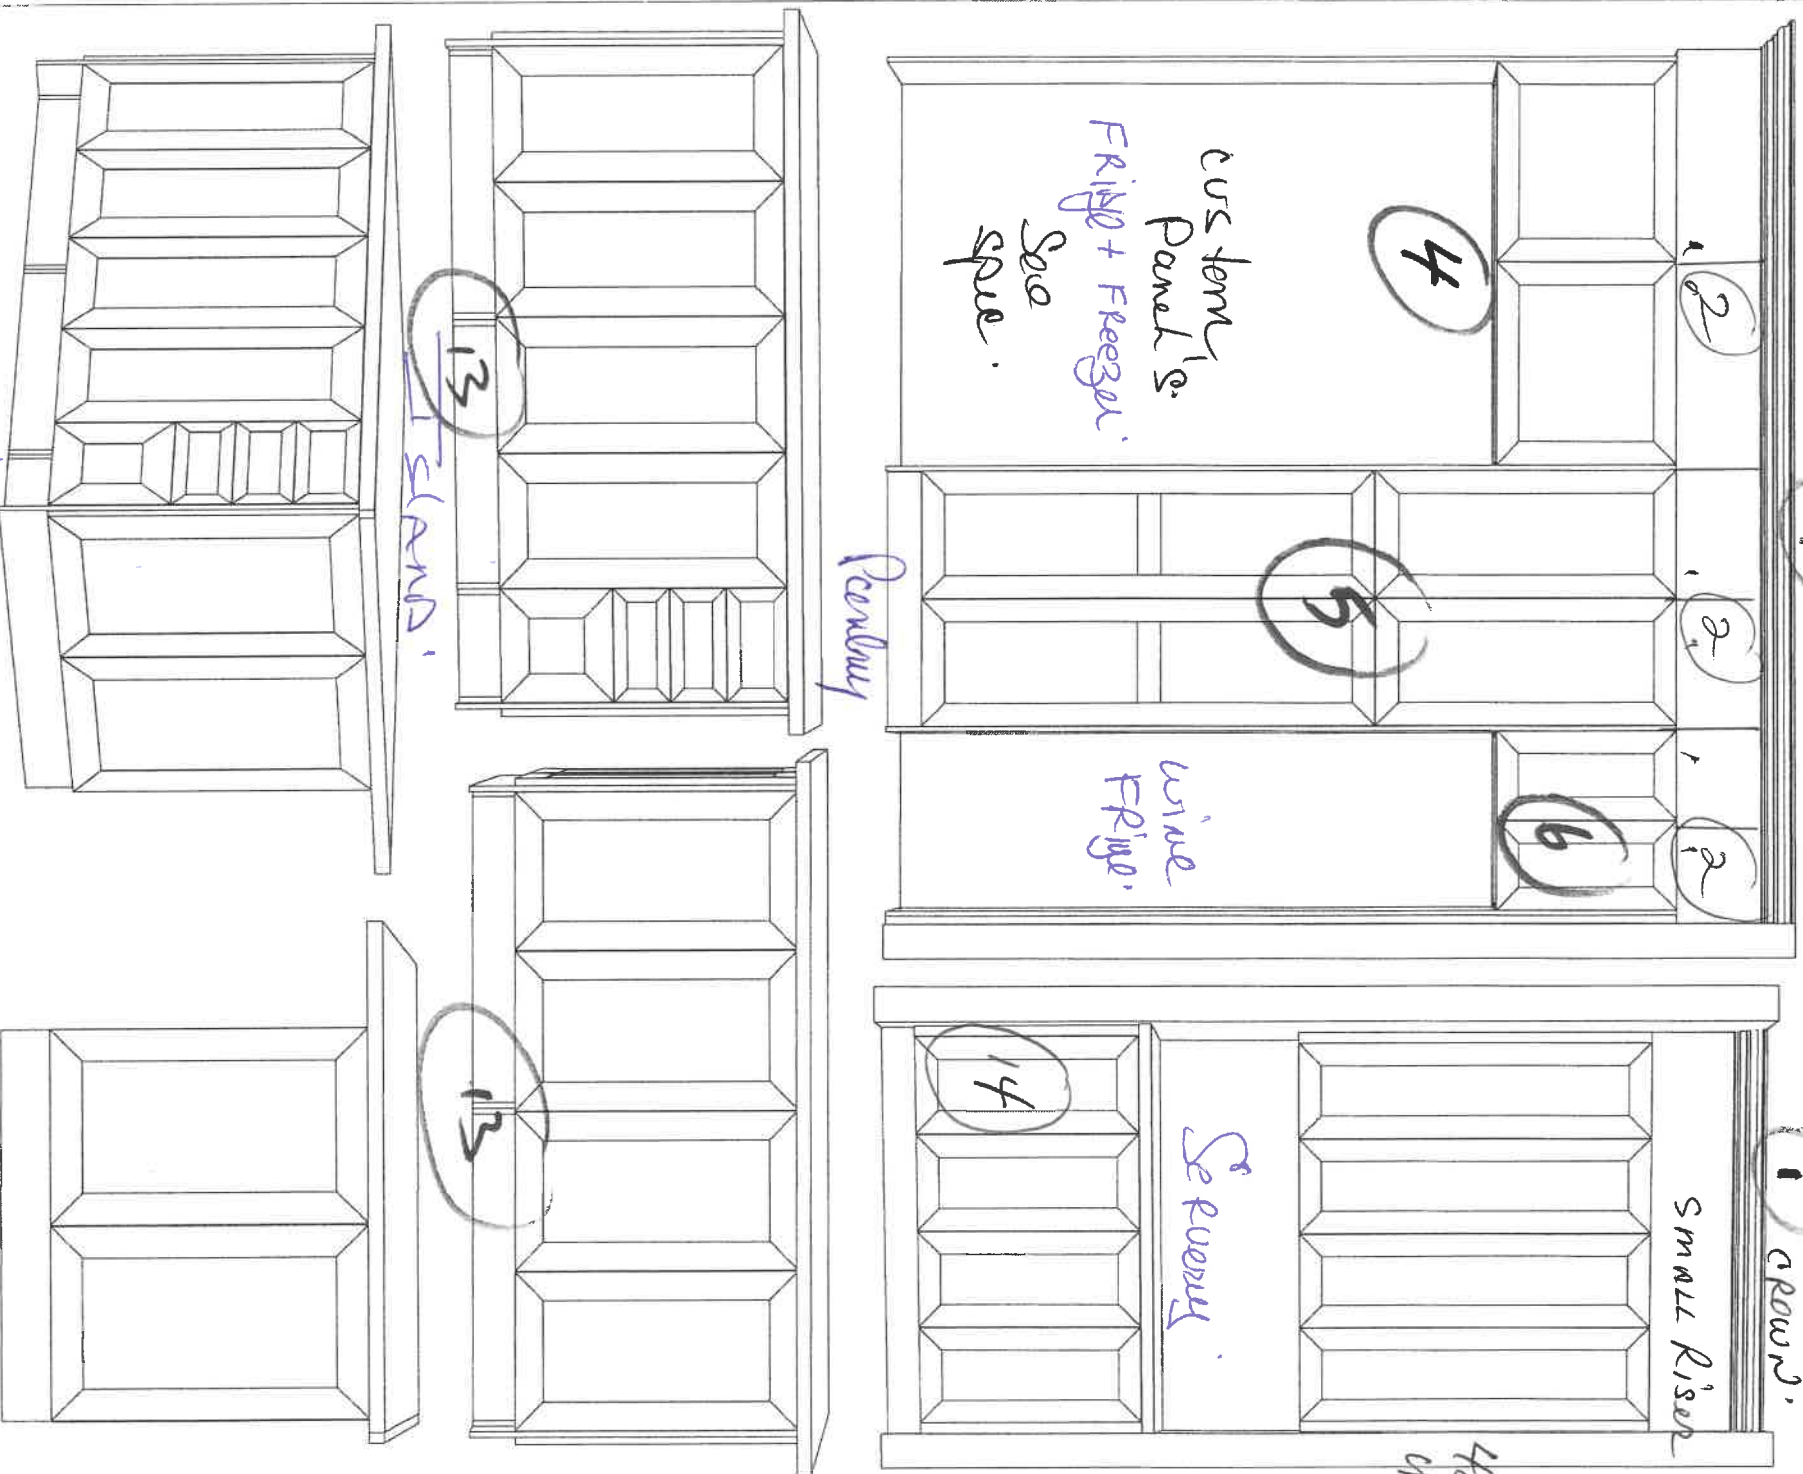 1
CROWN.
SMALL RISER
2
2
2
4
custom
Panel's.
FRidge + FReezer.
See
spec.
5
6
wine
FRidge.
Servery.
14
13
13
ISLAND.